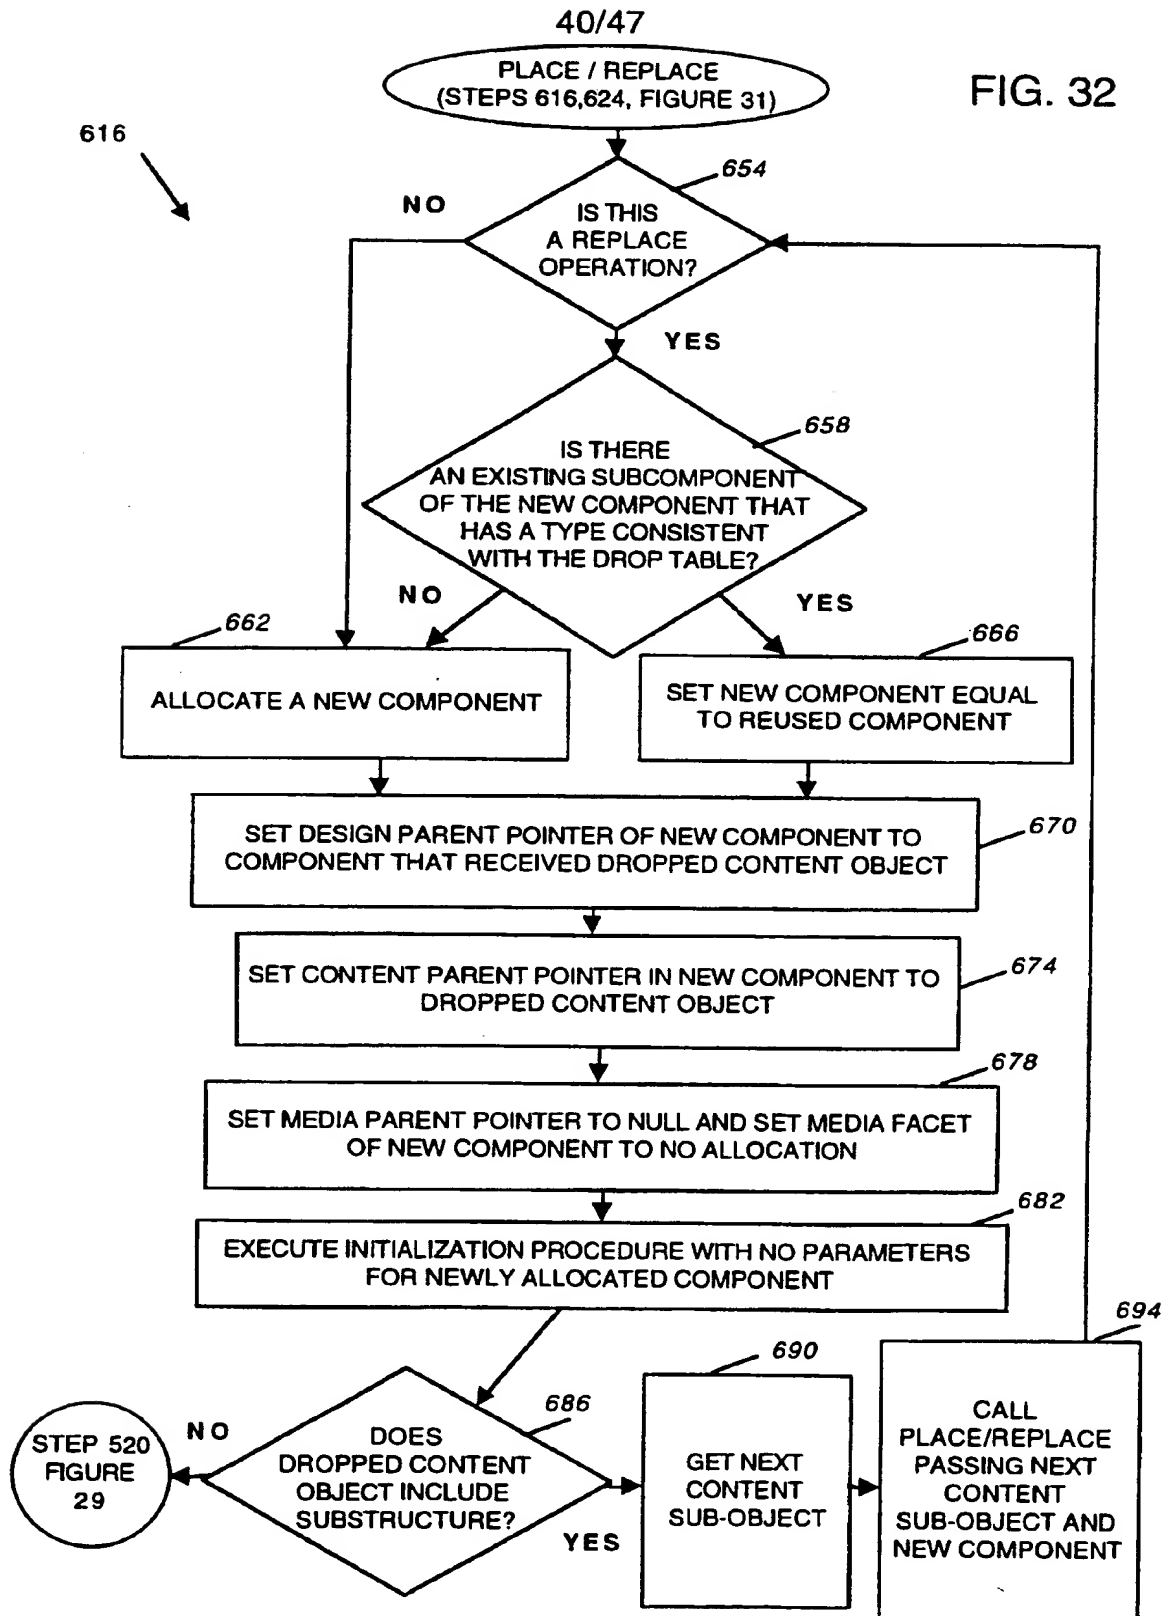 40/47
PLACE / REPLACE
(STEPS 616,624, FIGURE 31)
FIG. 32
616
654
NO
IS THIS
A REPLACE
OPERATION?
YES
658
IS THERE
AN EXISTING SUBCOMPONENT
OF THE NEW COMPONENT THAT
HAS A TYPE CONSISTENT
WITH THE DROP TABLE?
NO
YES
662
666
ALLOCATE A NEW COMPONENT
SET NEW COMPONENT EQUAL
TO REUSED COMPONENT
SET DESIGN PARENT POINTER OF NEW COMPONENT TO
COMPONENT THAT RECEIVED DROPPED CONTENT OBJECT
670
SET CONTENT PARENT POINTER IN NEW COMPONENT TO
DROPPED CONTENT OBJECT
674
678
SET MEDIA PARENT POINTER TO NULL AND SET MEDIA FACET
OF NEW COMPONENT TO NO ALLOCATION
682
EXECUTE INITIALIZATION PROCEDURE WITH NO PARAMETERS
FOR NEWLY ALLOCATED COMPONENT
694
690
686
NO
STEP 520
FIGURE
29
DOES
DROPPED CONTENT
OBJECT INCLUDE
SUBSTRUCTURE?
YES
GET NEXT
CONTENT
SUB-OBJECT
CALL
PLACE/REPLACE
PASSING NEXT
CONTENT
SUB-OBJECT AND
NEW COMPONENT